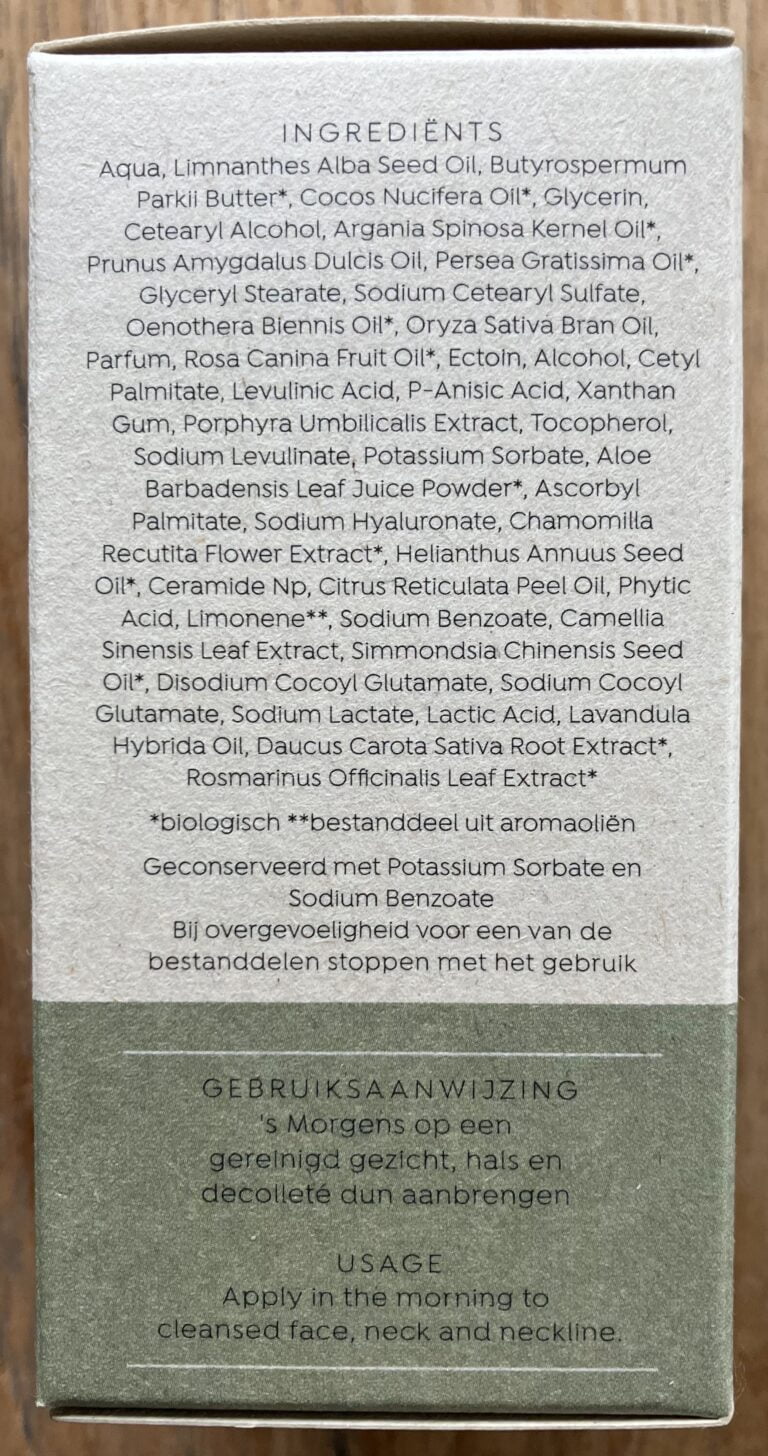 INGREDIËNTS
Aqua, Limnanthes Alba Seed Oil, Butyrospermum
Parkii Butter*, Cocos Nucifera Oil*, Glycerin,
Cetearyl Alcohol, Argania Spinosa Kernel Oil*,
Prunus Amygdalus Dulcis Oil, Persea Gratissima Oil*,
Glyceryl Stearate, Sodium Cetearyl Sulfate,
Oenothera Biennis Oil*, Oryza Sativa Bran Oil,
Parfum, Rosa Canina Fruit Oil*, Ectoin, Alcohol, Cetyl
Palmitate, Levulinic Acid, P-Anisic Acid, Xanthan
Gum, Porphyra Umbilicalis Extract, Tocopherol,
Sodium Levulinate, Potassium Sorbate, Aloe
Barbadensis Leaf Juice Powder*, Ascorbyl
Palmitate, Sodium Hyaluronate, Chamomilla
Recutita Flower Extract*, Helianthus Annuus Seed
Oil*, Ceramide Np, Citrus Reticulata Peel Oil, Phytic
Acid, Limonene**, Sodium Benzoate, Camellia
Sinensis Leaf Extract, Simmondsia Chinensis Seed
Oil*, Disodium Cocoyl Glutamate, Sodium Cocoyl
Glutamate, Sodium Lactate, Lactic Acid, Lavandula
Hybrida Oil, Daucus Carota Sativa Root Extract*,
Rosmarinus Officinalis Leaf Extract*
*biologisch **bestanddeel uit aromaoliën
Geconserveerd met Potassium Sorbate en
Sodium Benzoate
Bij overgevoeligheid voor een van de
bestanddelen stoppen met het gebruik
GEBRUIKSAANWIJZING
's Morgens op een
gereinigd gezicht, hals en
decolleté dun aanbrengen
USAGE
Apply in the morning to
cleansed face, neck and neckline.